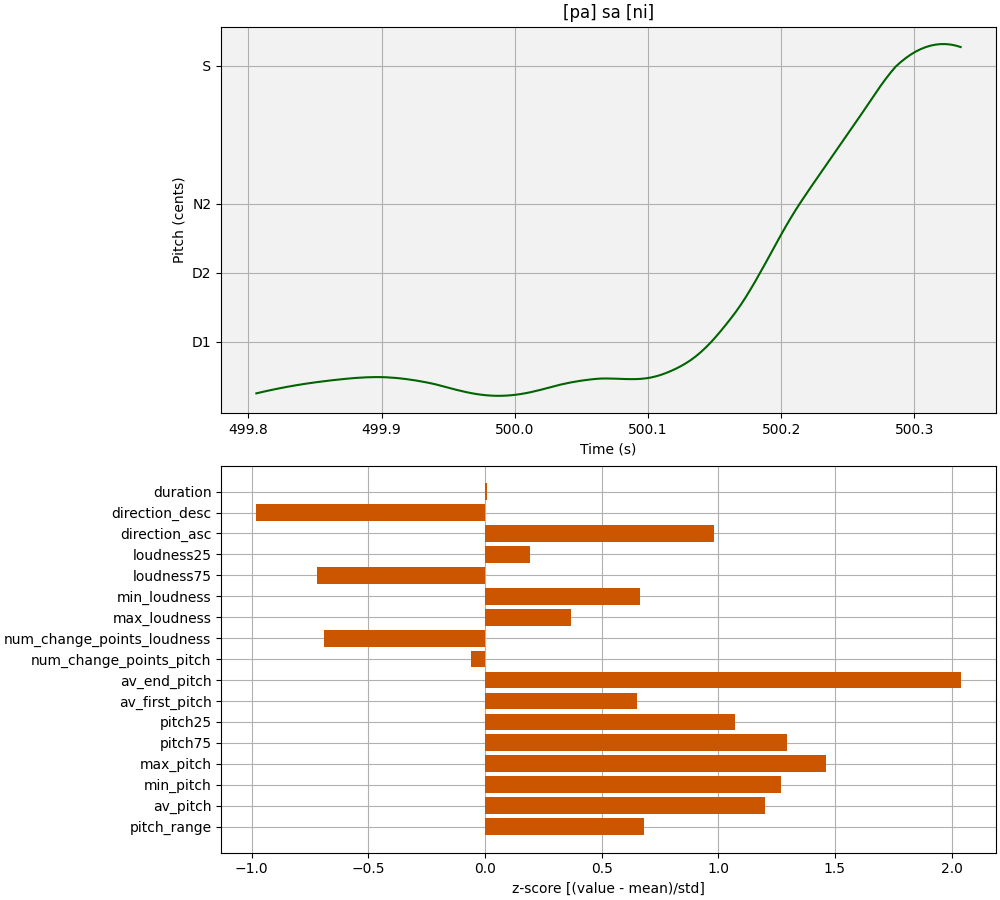 [pa] sa [ni]
S
N2
D2
D1
Pitch (cents)
499.8 499.9 500.0 500.1 500.2 500.3
Time (s)
duration
direction_desc
direction_asc
loudness25
loudness75
min_loudness
max_loudness
num_change_points_loudness
num_change_points_pitch
av_end_pitch
av_first_pitch
pitch25
pitch75
max_pitch
min_pitch
av_pitch
pitch_range
−1.0 −0.5 0.0 0.5 1.0 1.5 2.0
z-score [(value - mean)/std]